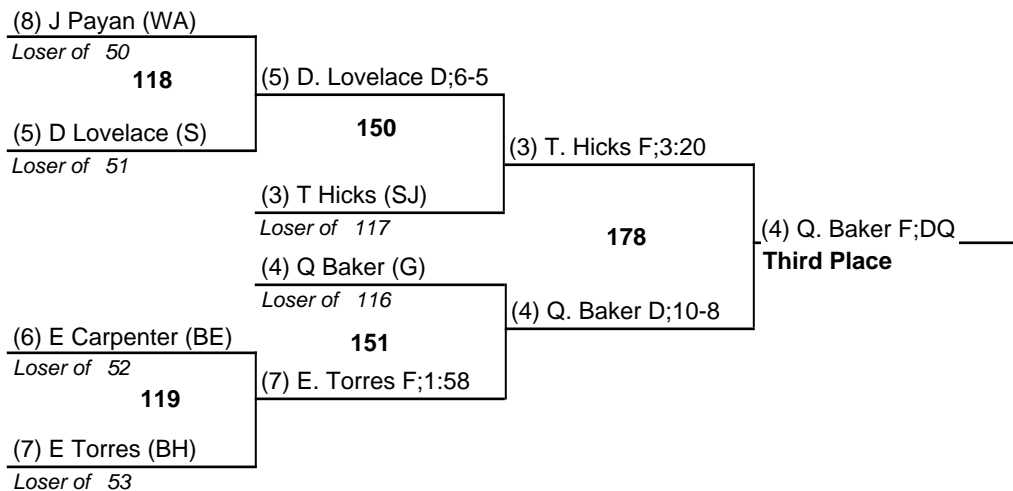 (8) J Payan (WA)
Loser of 50
118
(5) D. Lovelace D;6-5
(5) D Lovelace (S)
Loser of 51
150
(3) T. Hicks F;3:20
(3) T Hicks (SJ)
Loser of 117
178
(4) Q. Baker F;DQ
Third Place
(4) Q Baker (G)
Loser of 116
(4) Q. Baker D;10-8
(6) E Carpenter (BE)
Loser of 52
151
119
(7) E. Torres F;1:58
(7) E Torres (BH)
Loser of 53